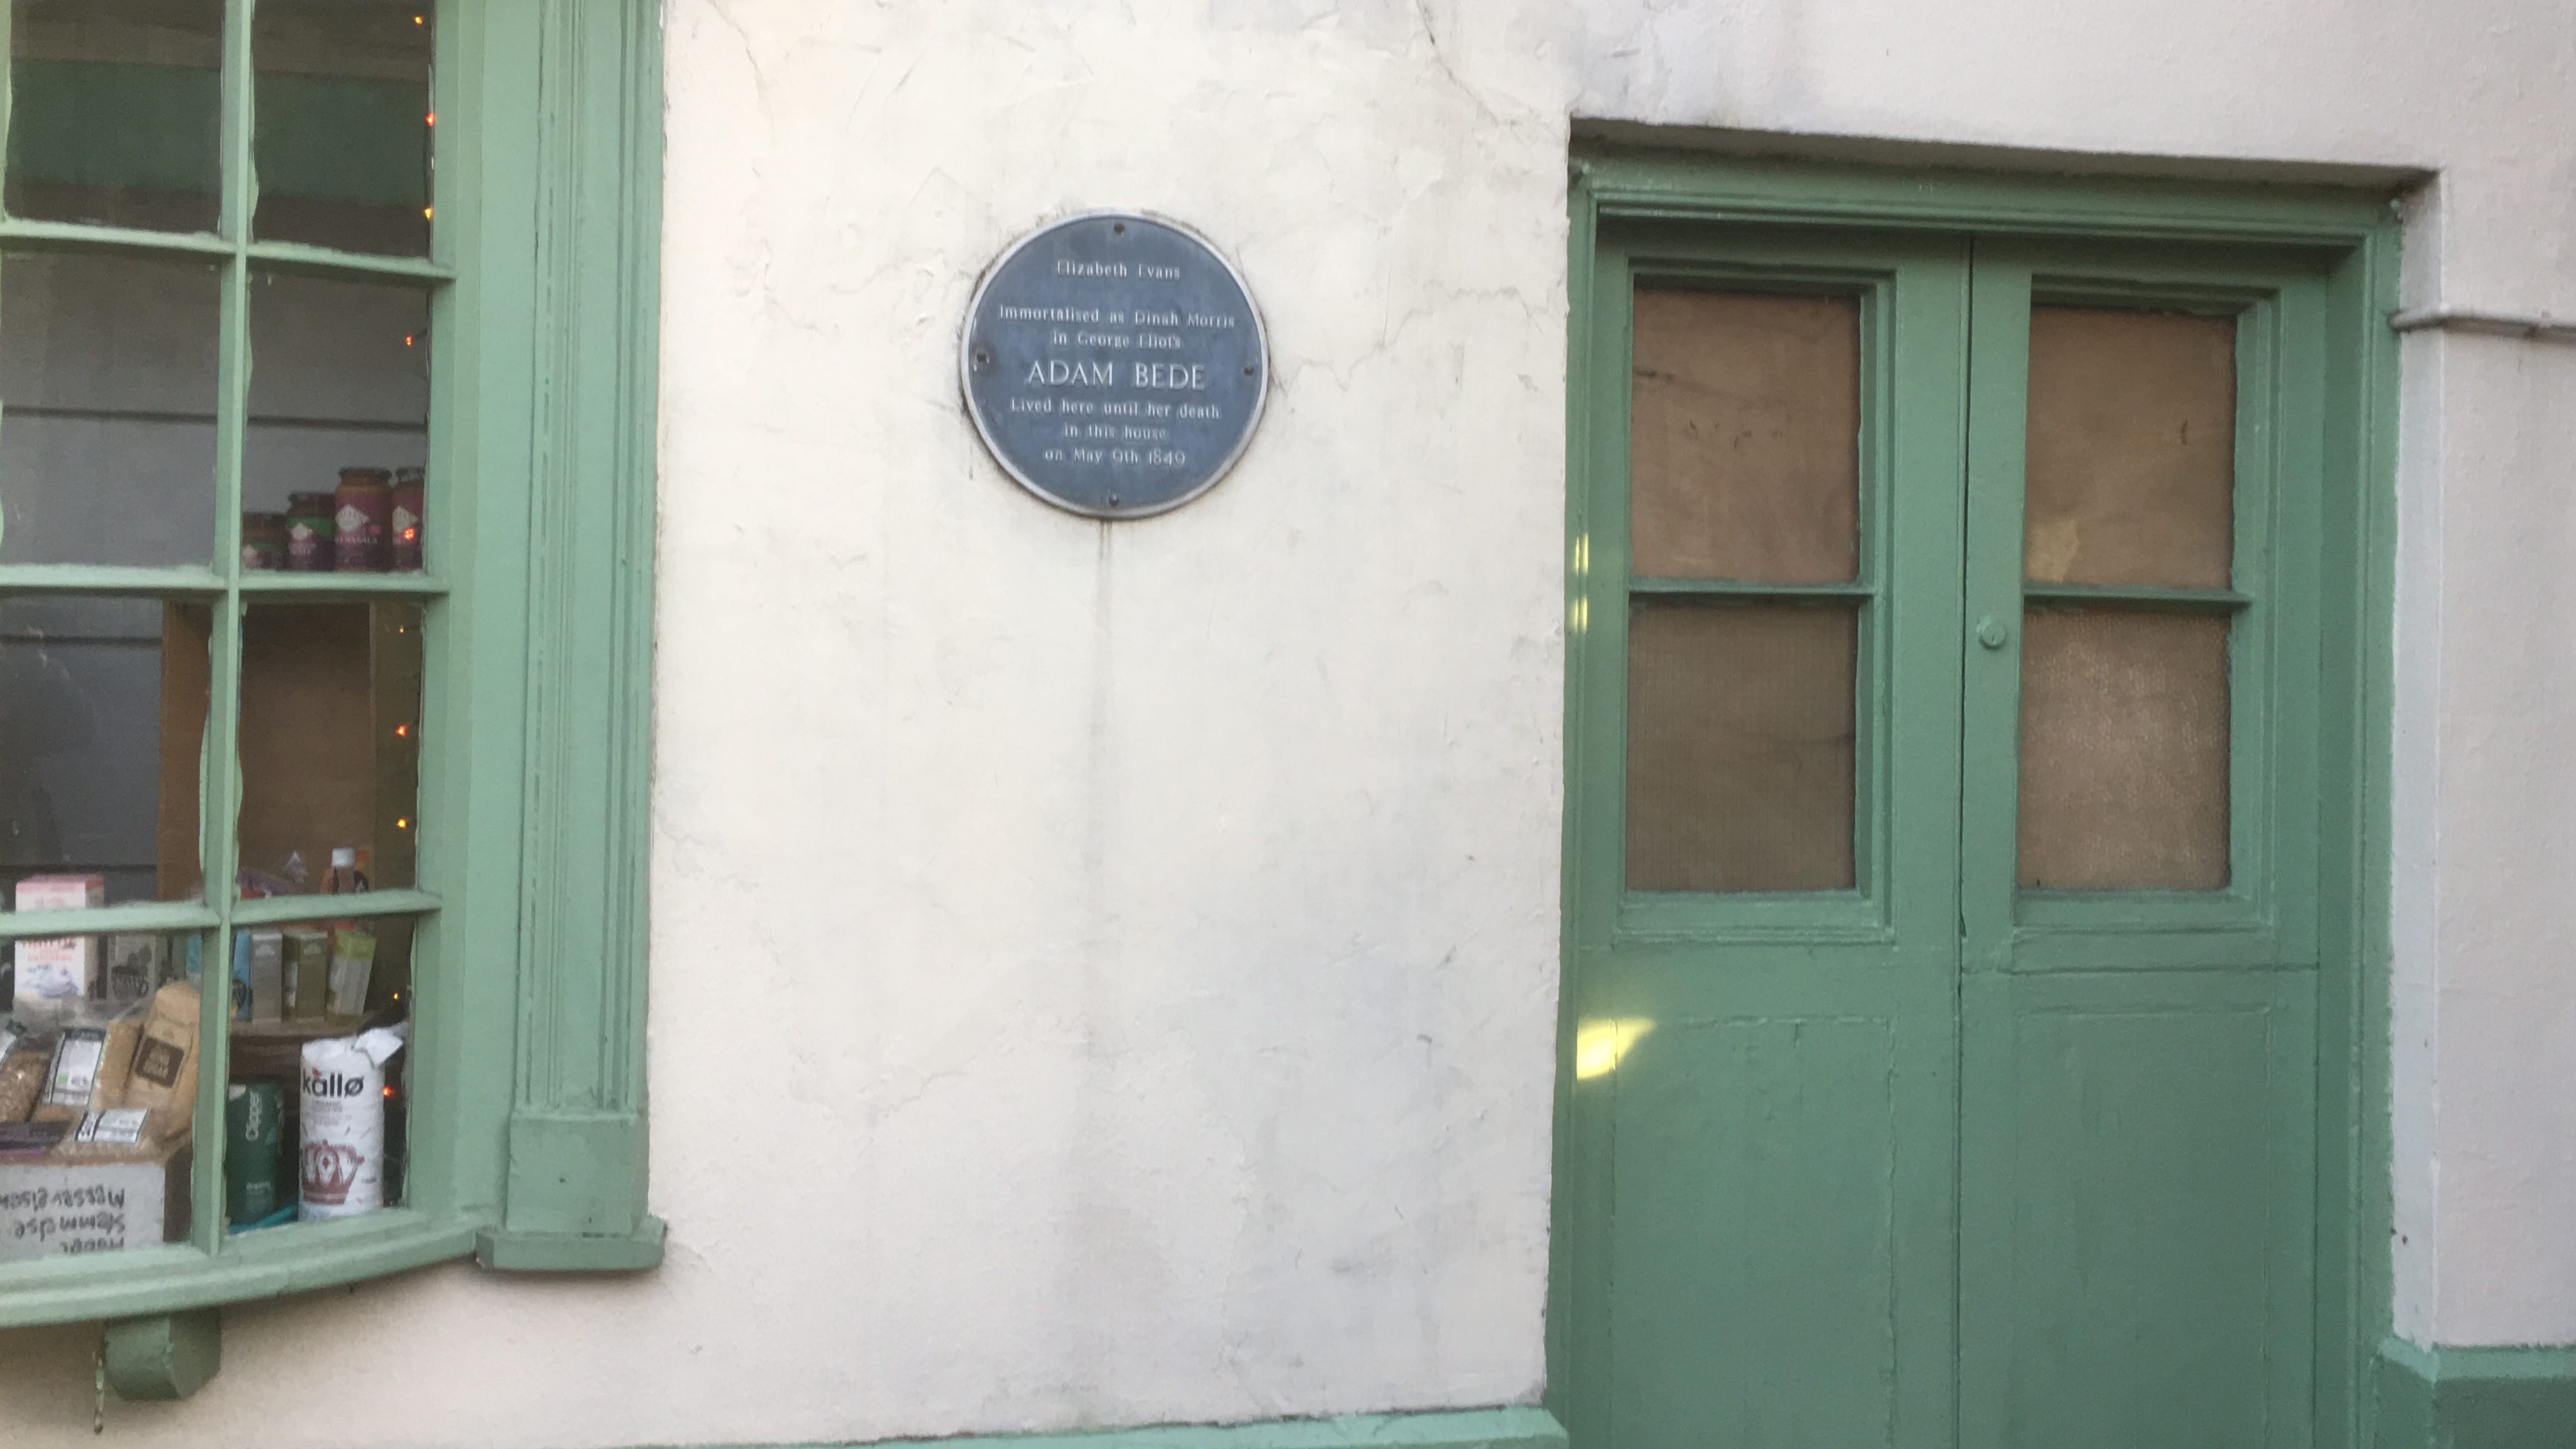 Elizabeth Evans
Immortalised as Dinah Morris
in George Eliot's
ADAM BEDE
Lived here until her death
in this house
on May 9th 1849
Clipper
kallø